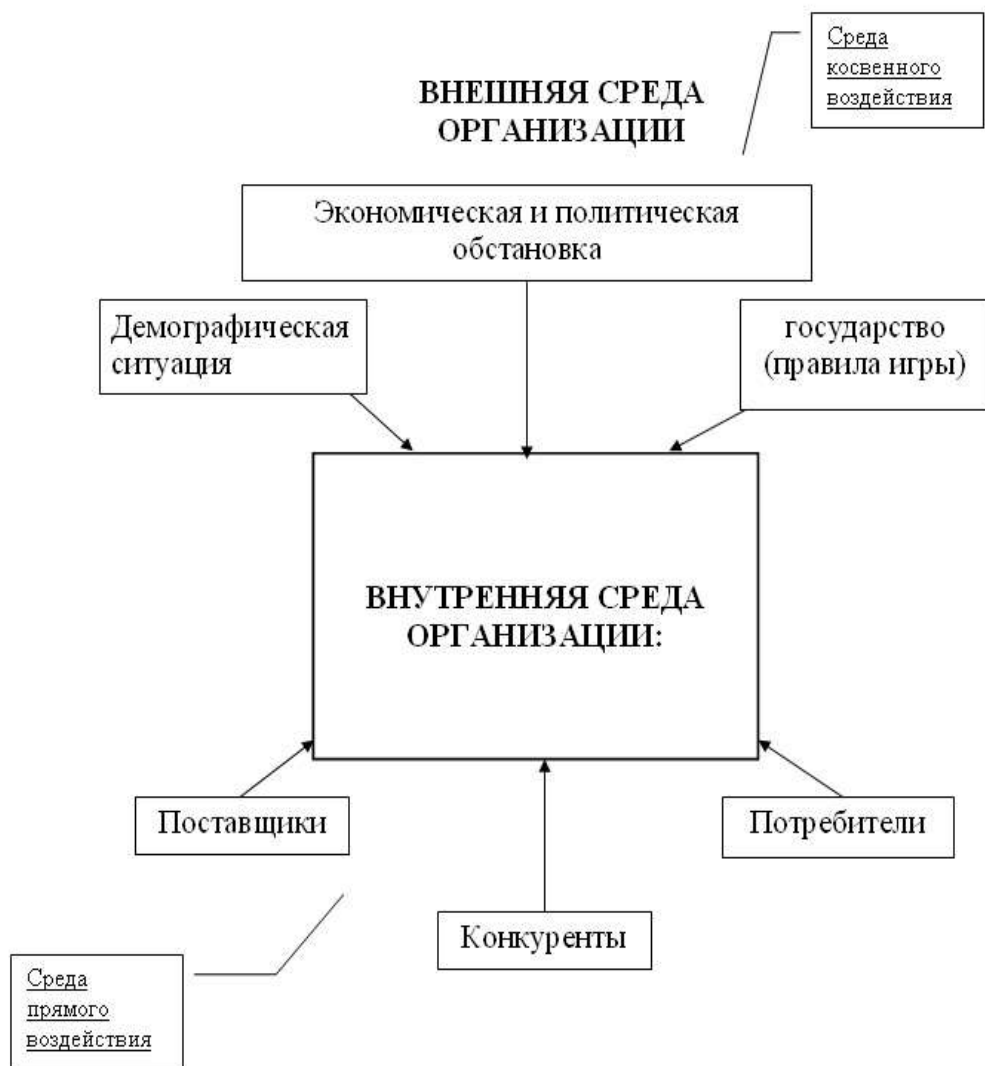 Среда
косвенного
воздействия
ВНЕШНЯЯ СРЕДА
ОРГАНИЗАЦИИ
Экономическая и политическая
обстановка
Демографическая
ситуация
государство
(правила игры)
ВНУТРЕННЯЯ СРЕДА
ОРГАНИЗАЦИИ:
Поставщики
Потребители
Конкуренты
Среда
прямого
воздействия